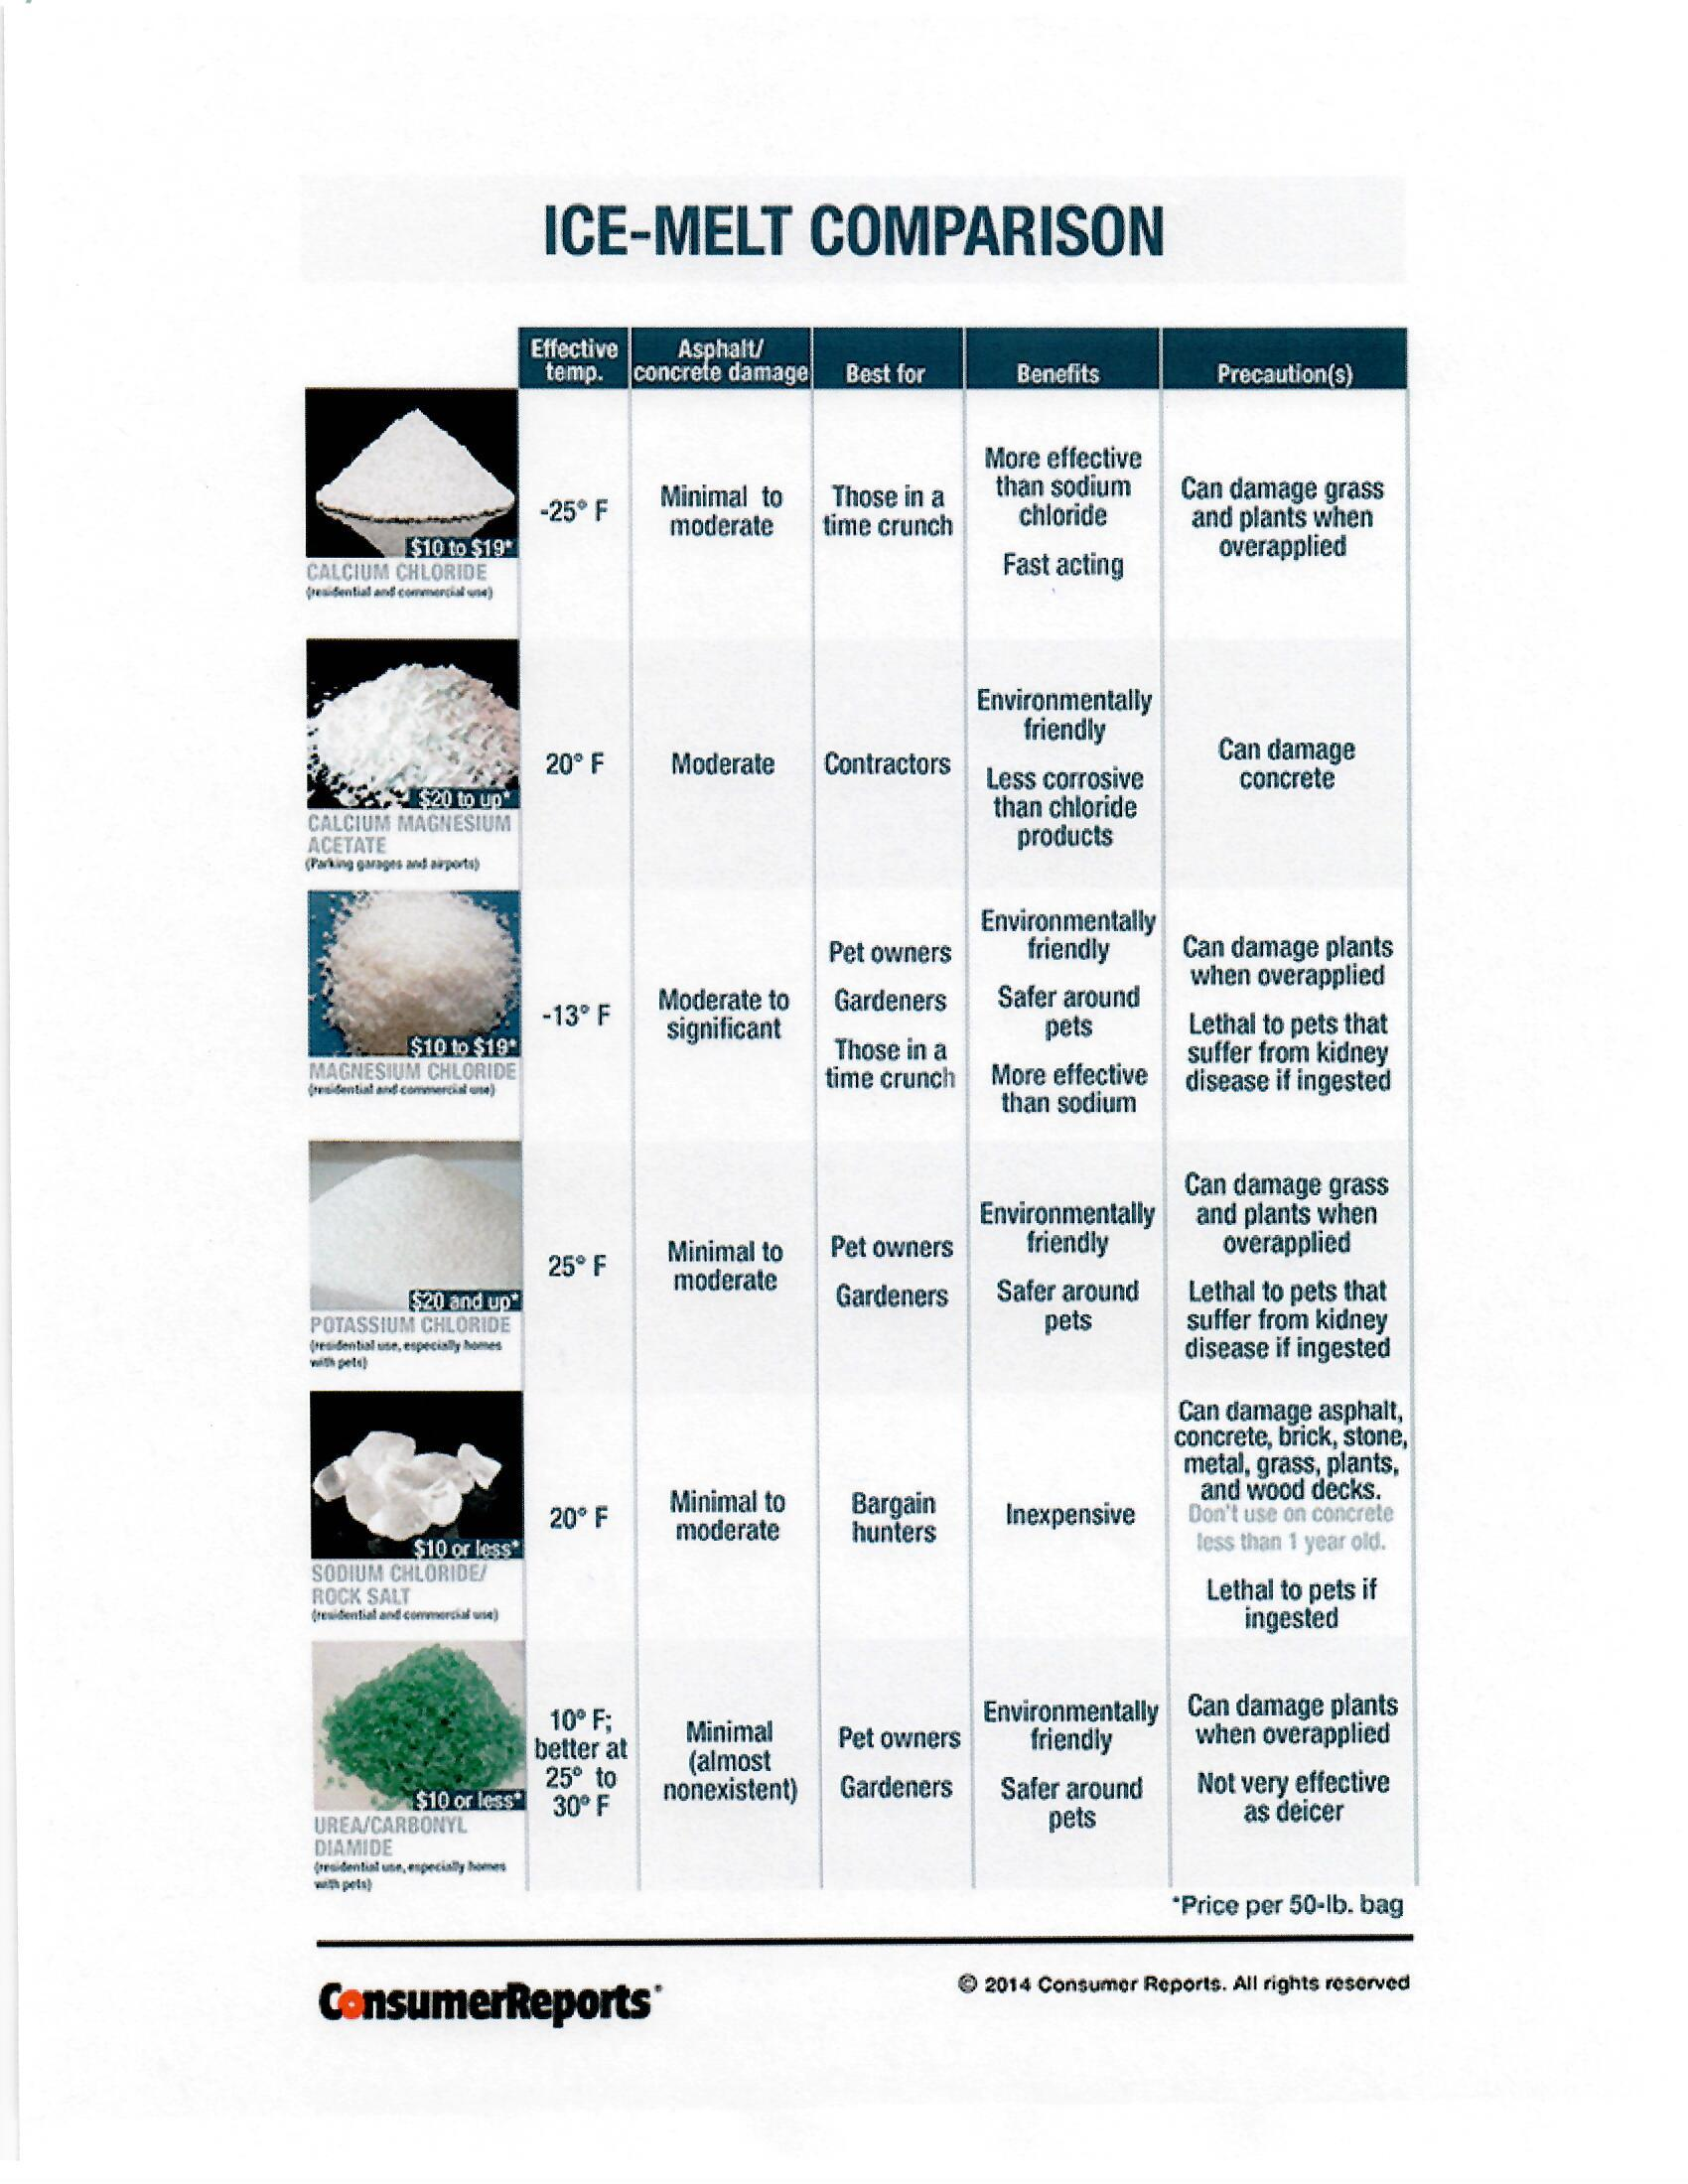 ICE-MELT COMPARISON
Effective temp.
Asphalt/ concrete damage
Best for
Benefits
Precaution(s)
$10 to $19*
CALCIUM CHLORIDE
(residential and commercial use)
-25° F
Minimal to
moderate
Those in a
time crunch
More effective
than sodium
chloride
Fast acting
Can damage grass
and plants when
overapplied
$20 to up*
CALCIUM MAGNESIUM
ACETATE
(Parking garages and airports)
20° F
Moderate
Contractors
Environmentally
friendly
Less corrosive
than chloride
products
Can damage
concrete
$10 to $19*
MAGNESIUM CHLORIDE
(residential and commercial use)
-13° F
Moderate to
significant
Pet owners
Gardeners
Those in a
time crunch
Environmentally
friendly
Safer around
pets
More effective
than sodium
Can damage plants
when overapplied
Lethal to pets that
suffer from kidney
disease if ingested
$20 and up*
POTASSIUM CHLORIDE
(residential use, especially homes
with pets)
25° F
Minimal to
moderate
Pet owners
Gardeners
Environmentally
friendly
Safer around
pets
Can damage grass
and plants when
overapplied
Lethal to pets that
suffer from kidney
disease if ingested
$10 or less*
SODIUM CHLORIDE/
ROCK SALT
(residential and commercial use)
20° F
Minimal to
moderate
Bargain
hunters
Inexpensive
Can damage asphalt,
concrete, brick, stone,
metal, grass, plants,
and wood decks.
Don't use on concrete
less than 1 year old.
Lethal to pets if
ingested
$10 or less*
UREA/CARBONYL
DIAMIDE
(residential use, especially homes
with pets)
10° F;
better at
25° to
30° F
Minimal
(almost
nonexistent)
Pet owners
Gardeners
Environmentally
friendly
Safer around
pets
Can damage plants
when overapplied
Not very effective
as deicer
*Price per 50-lb. bag
ConsumerReports®
© 2014 Consumer Reports. All rights reserved